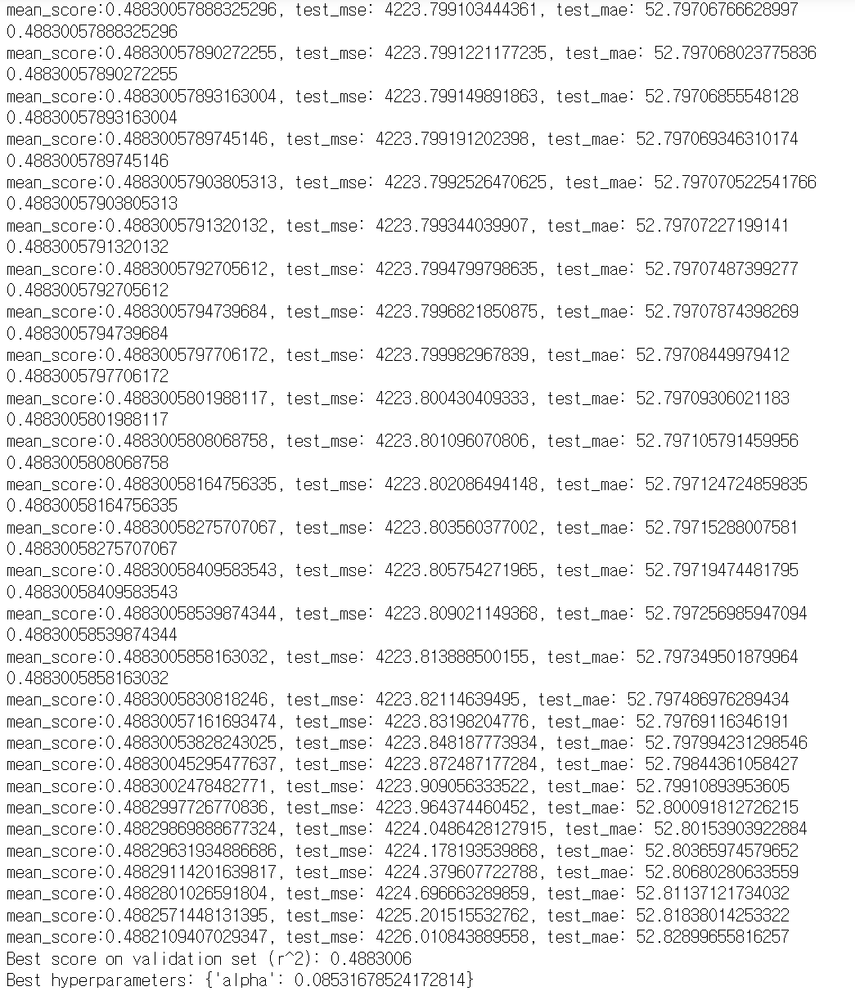 mean_score:0.48830057888325296, test_mse: 4223.799103444361, test_mae: 52.79706766628997
0.48830057888325296
mean_score:0.48830057890272255, test_mse: 4223.7991221177235, test_mae: 52.797068023775836
0.48830057890272255
mean_score:0.48830057893163004, test_mse: 4223.799149891863, test_mae: 52.79706855548128
0.48830057893163004
mean_score:0.4883005789745146, test_mse: 4223.799191202398, test_mae: 52.797069346310174
0.4883005789745146
mean_score:0.48830057903805313, test_mse: 4223.7992526470625, test_mae: 52.797070522541766
0.48830057903805313
mean_score:0.4883005791320132, test_mse: 4223.799344039907, test_mae: 52.79707227199141
0.4883005791320132
mean_score:0.4883005792705612, test_mse: 4223.7994799798635, test_mae: 52.79707487399277
0.4883005792705612
mean_score:0.4883005794739684, test_mse: 4223.7996821850875, test_mae: 52.79707874398269
0.4883005794739684
mean_score:0.4883005797706172, test_mse: 4223.799982967839, test_mae: 52.79708449979412
0.4883005797706172
mean_score:0.4883005801988117, test_mse: 4223.800430409333, test_mae: 52.79709306021183
0.4883005801988117
mean_score:0.4883005808068758, test_mse: 4223.801096070806, test_mae: 52.797105791459956
0.4883005808068758
mean_score:0.48830058164756335, test_mse: 4223.802086494148, test_mae: 52.797124724859835
0.48830058164756335
mean_score:0.48830058275707067, test_mse: 4223.803560377002, test_mae: 52.79715288007581
0.48830058275707067
mean_score:0.48830058409583543, test_mse: 4223.805754271965, test_mae: 52.79719474481795
0.48830058409583543
mean_score:0.48830058539874344, test_mse: 4223.809021149368, test_mae: 52.797256985947094
0.48830058539874344
mean_score:0.4883005858163032, test_mse: 4223.813888500155, test_mae: 52.797349501879964
0.4883005858163032
mean_score:0.4883005830818246, test_mse: 4223.82114639495, test_mae: 52.797486976289434
mean_score:0.48830057161693474, test_mse: 4223.83198204776, test_mae: 52.79769116346191
mean_score:0.48830053828243025, test_mse: 4223.848187773934, test_mae: 52.797994231298546
mean_score:0.48830045295477637, test_mse: 4223.872487177284, test_mae: 52.79844361058427
mean_score:0.4883002478482771, test_mse: 4223.909056333522, test_mae: 52.79910893953605
mean_score:0.4882997726770836, test_mse: 4223.964374460452, test_mae: 52.800091812726215
mean_score:0.48829869888677324, test_mse: 4224.0486428127915, test_mae: 52.80153903922884
mean_score:0.48829631934886686, test_mse: 4224.178193539868, test_mae: 52.80365974579652
mean_score:0.48829114201639817, test_mse: 4224.379607722788, test_mae: 52.80680280633559
mean_score:0.4882801026591804, test_mse: 4224.696663289859, test_mae: 52.81137121734032
mean_score:0.4882571448131395, test_mse: 4225.201515532762, test_mae: 52.81838014253322
mean_score:0.4882109407029347, test_mse: 4226.010843889558, test_mae: 52.82899655816257
Best score on validation set (r^2): 0.4883006
Best hyperparameters: {'alpha': 0.08531678524172814}